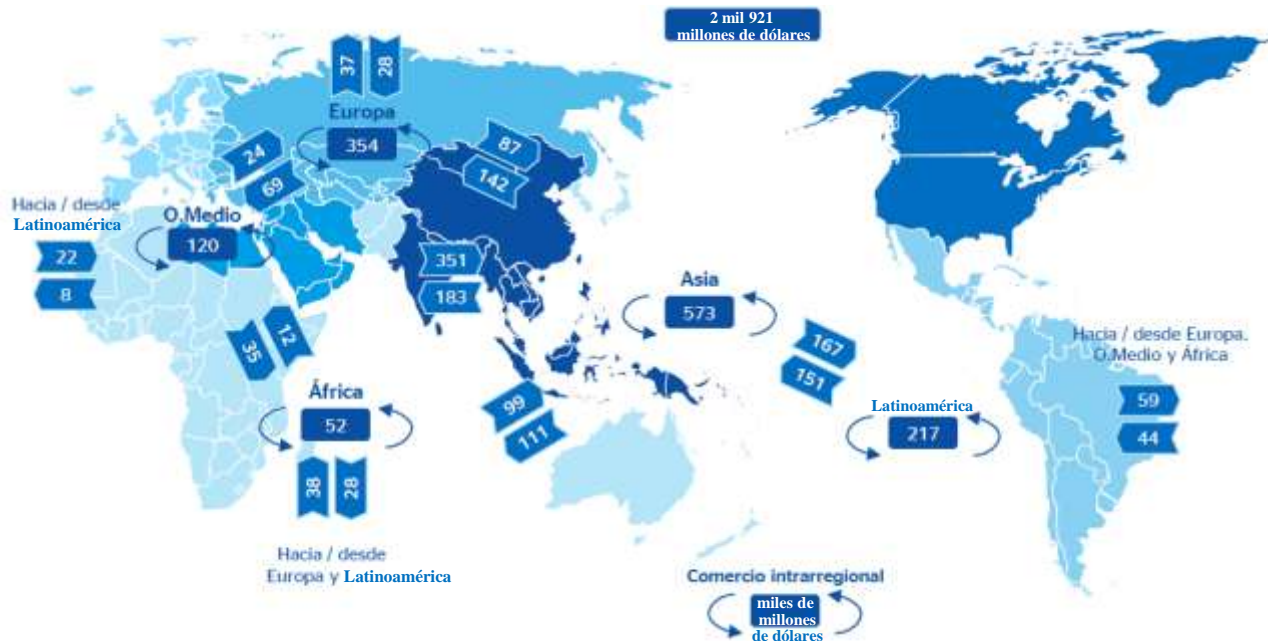 2 mil 921
millones de dólares
37
28
Europa
354
24
69
87
142
Hacia / desde
Latinoamérica
22
8
O.Medio
120
351
183
Asia
573
35
12
África
52
99
111
167
151
Hacia / desde Europa.
O.Medio y África
59
44
Latinoamérica
217
38
28
Hacia / desde
Europa y Latinoamérica
Comercio intrarregional
miles de
millones
de dólares